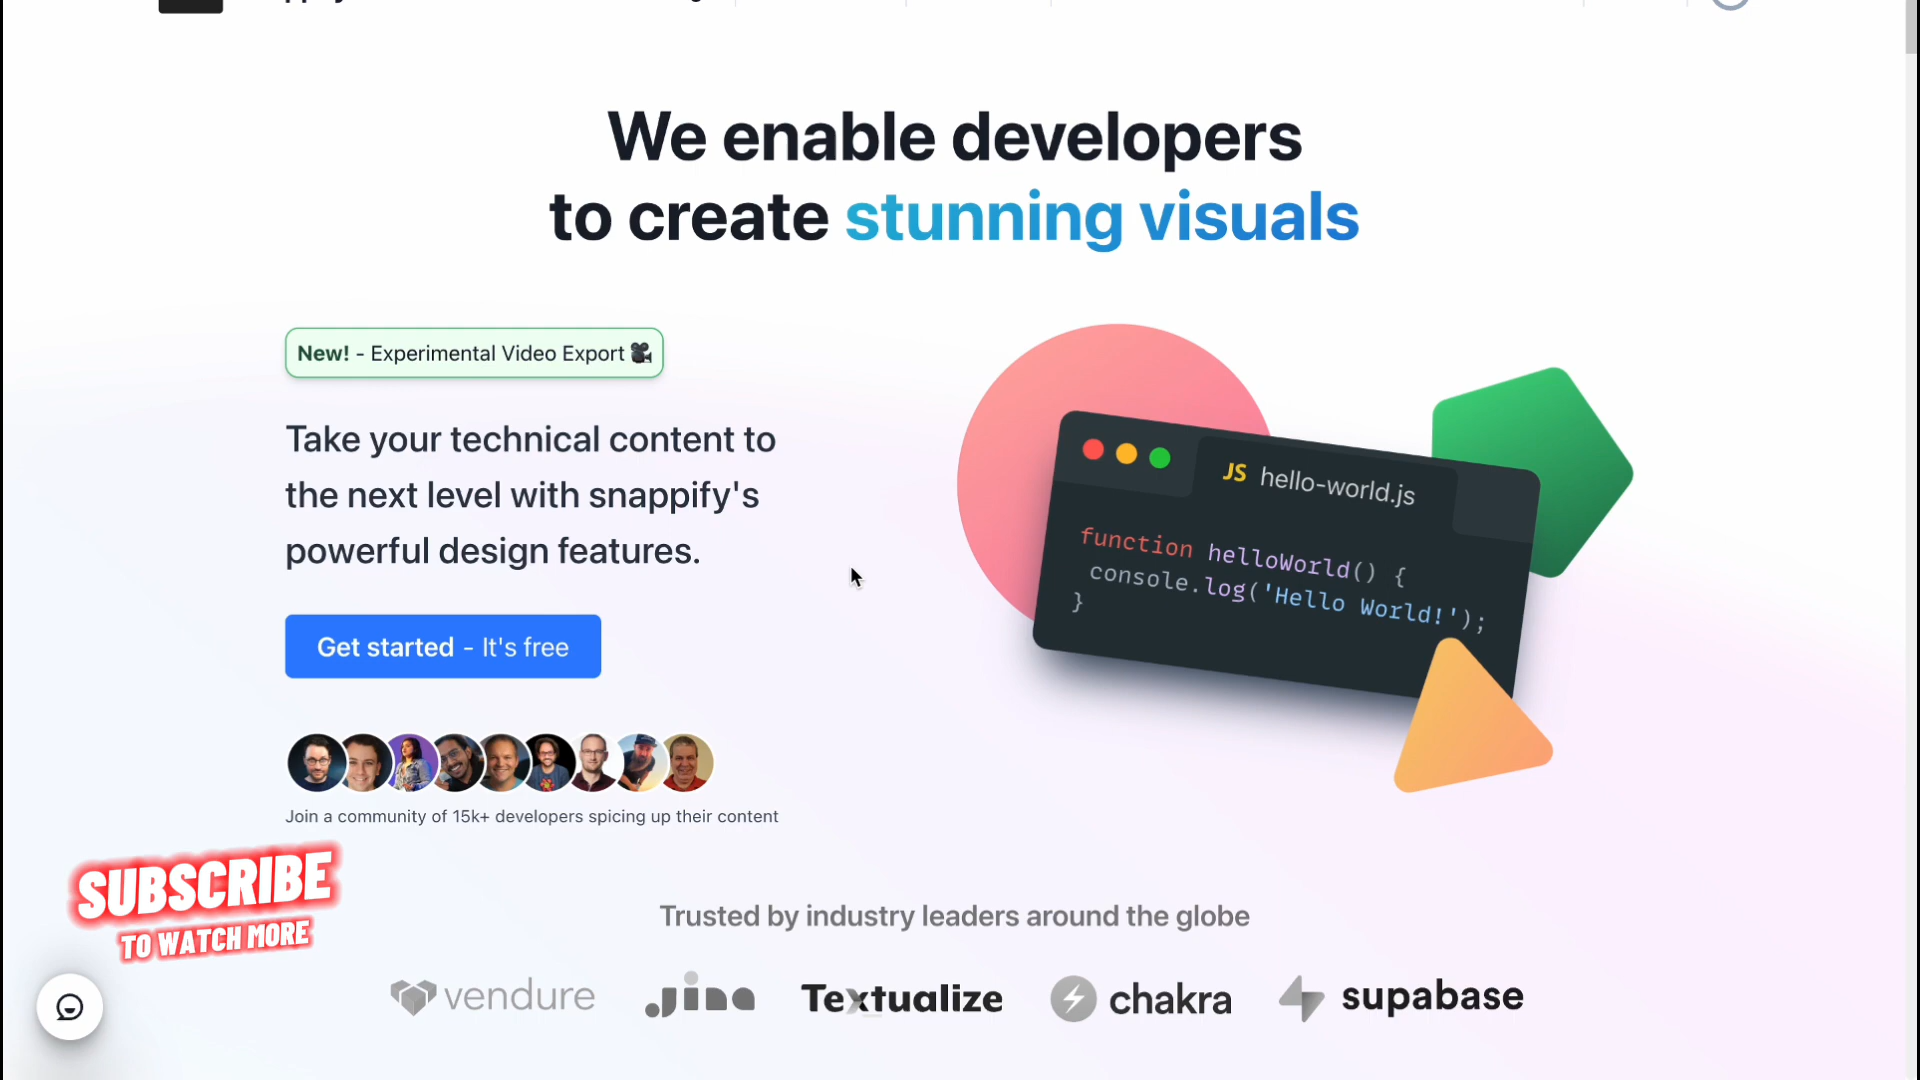 We enable developers
to create stunning visuals
New! - Experimental Video Export
Take your technical content to
the next level with snappify's
powerful design features.
Get started - It's free
JS hello-world.js
function helloWorld() {
console.log('Hello World!');
}
Join a community of 15k+ developers spicing up their content
SUBSCRIBE
TO WATCH MORE
Trusted by industry leaders around the globe
vendure
Jina
Textualize
chakra
supabase